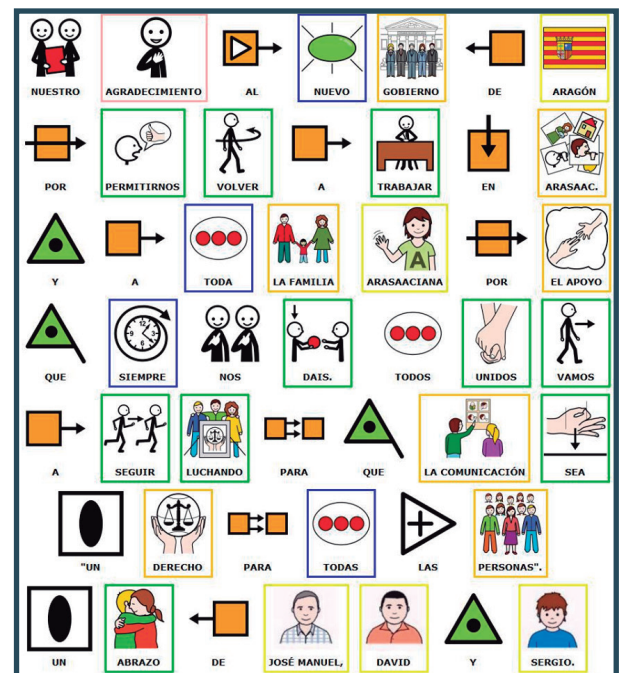 NUESTRO AGRADECIMIENTO AL NUEVO GOBIERNO DE ARAGÓN
POR PERMITIRNOS VOLVER A TRABAJAR EN ARASAAC.
Y A TODA LA FAMILIA ARASAACIANA POR EL APOYO
QUE SIEMPRE NOS DAIS. TODOS UNIDOS VAMOS
A SEGUIR LUCHANDO PARA QUE LA COMUNICACIÓN SEA
"UN DERECHO PARA TODAS LAS PERSONAS".
UN ABRAZO DE JOSÉ MANUEL, DAVID Y SERGIO.